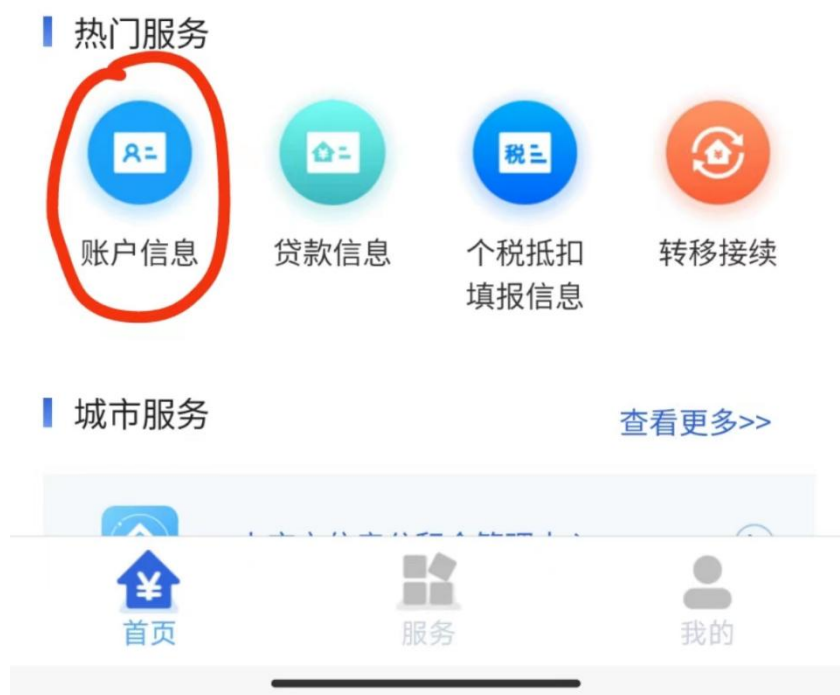 热门服务
账户信息
贷款信息
个税抵扣
填报信息
转移接续
税
城市服务
查看更多>>
¥
首页
服务
我的